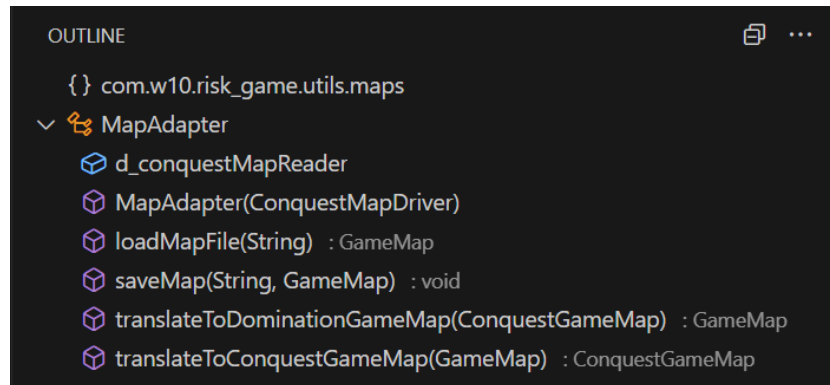 OUTLINE
{} com.w10.risk_game.utils.maps
MapAdapter
d_conquestMapReader
MapAdapter(ConquestMapDriver)
loadMapFile(String) : GameMap
saveMap(String, GameMap) : void
translateToDominationGameMap(ConquestGameMap) : GameMap
translateToConquestGameMap(GameMap) : ConquestGameMap